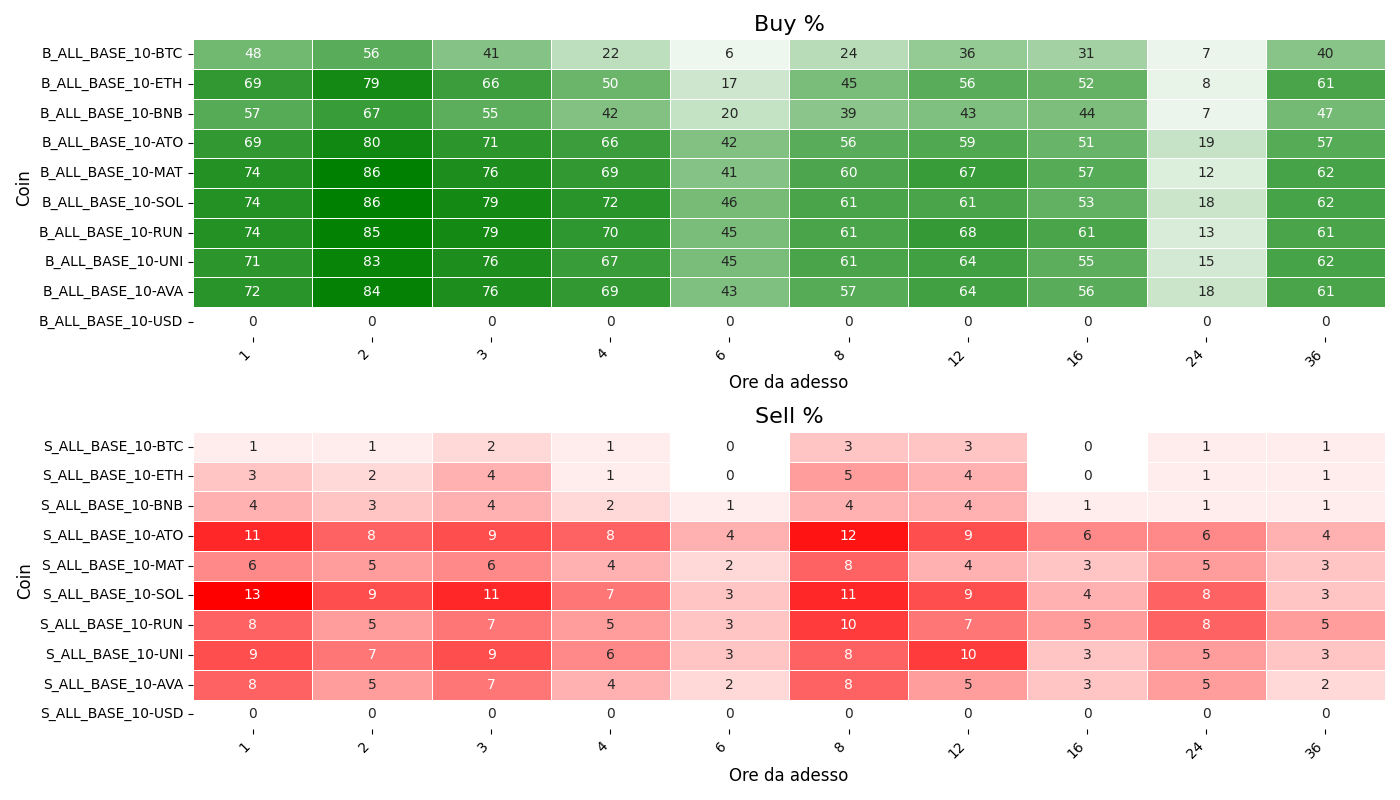 Buy %
Coin
B_ALL_BASE_10-BTC 48 56 41 22 6 24 36 31 7 40
B_ALL_BASE_10-ETH 69 79 66 50 17 45 56 52 8 61
B_ALL_BASE_10-BNB 57 67 55 42 20 39 43 44 7 47
B_ALL_BASE_10-ATO 69 80 71 66 42 56 59 51 19 57
B_ALL_BASE_10-MAT 74 86 76 69 41 60 67 57 12 62
B_ALL_BASE_10-SOL 74 86 79 72 46 61 61 53 18 62
B_ALL_BASE_10-RUN 74 85 79 70 45 61 68 61 13 61
B_ALL_BASE_10-UNI 71 83 76 67 45 61 64 55 15 62
B_ALL_BASE_10-AVA 72 84 76 69 43 57 64 56 18 61
B_ALL_BASE_10-USD 0 0 0 0 0 0 0 0 0 0
1 2 3 4 6 8 12 16 24 36
Ore da adesso
Sell %
Coin
S_ALL_BASE_10-BTC 1 1 2 1 0 3 3 0 1 1
S_ALL_BASE_10-ETH 3 2 4 1 0 5 4 0 1 1
S_ALL_BASE_10-BNB 4 3 4 2 1 4 4 1 1 1
S_ALL_BASE_10-ATO 11 8 9 8 4 12 9 6 6 4
S_ALL_BASE_10-MAT 6 5 6 4 2 8 4 3 5 3
S_ALL_BASE_10-SOL 13 9 11 7 3 11 9 4 8 3
S_ALL_BASE_10-RUN 8 5 7 5 3 10 7 5 8 5
S_ALL_BASE_10-UNI 9 7 9 6 3 8 10 3 5 3
S_ALL_BASE_10-AVA 8 5 7 4 2 8 5 3 5 2
S_ALL_BASE_10-USD 0 0 0 0 0 0 0 0 0 0
1 2 3 4 6 8 12 16 24 36
Ore da adesso